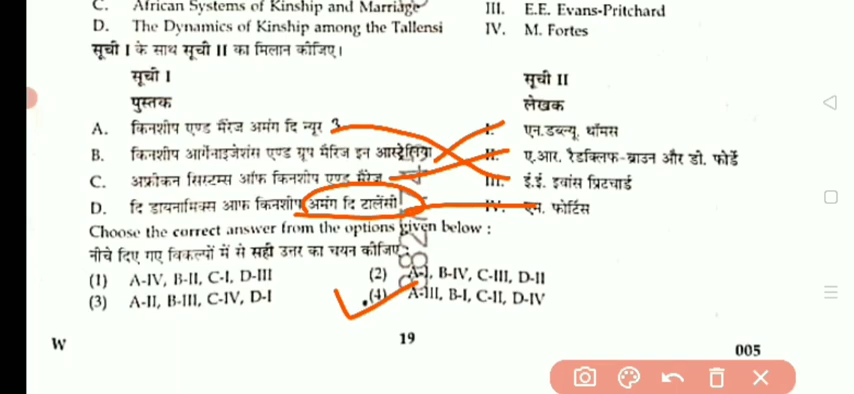 C. African Systems of Kinship and Marriage III. E.E. Evans-Pritchard
D. The Dynamics of Kinship among the Tallensi IV. M. Fortes
सूची I के साथ सूची II का मिलान कीजिए।
सूची I सूची II
पुस्तक लेखक
A. किनशीप एण्ड मैरेज अमंग दि न्यूर 3 I. एन.डब्ल्यू. थॉमस
B. किनशीप आर्गेनाइजेशंस एण्ड ग्रुप मैरिज इन आस्ट्रेलिया II. ए.आर. रैडक्लिफ-ब्राउन और डी. फोर्डे
C. अफ्रीकन सिस्टम्स ऑफ किनशीप एण्ड मैरेज III. ई.ई. इवांस प्रिटचार्ड
D. दि डायनामिक्स आफ किनशीप अमंग दि टालेंसी IV. एम. फोर्टिस
Choose the correct answer from the options given below :
नीचे दिए गए विकल्पों में से सही उत्तर का चयन कीजिए :
(1) A-IV, B-II, C-I, D-III (2) A-I, B-IV, C-III, D-II
(3) A-II, B-III, C-IV, D-I (4) A-III, B-I, C-II, D-IV
W 19 005